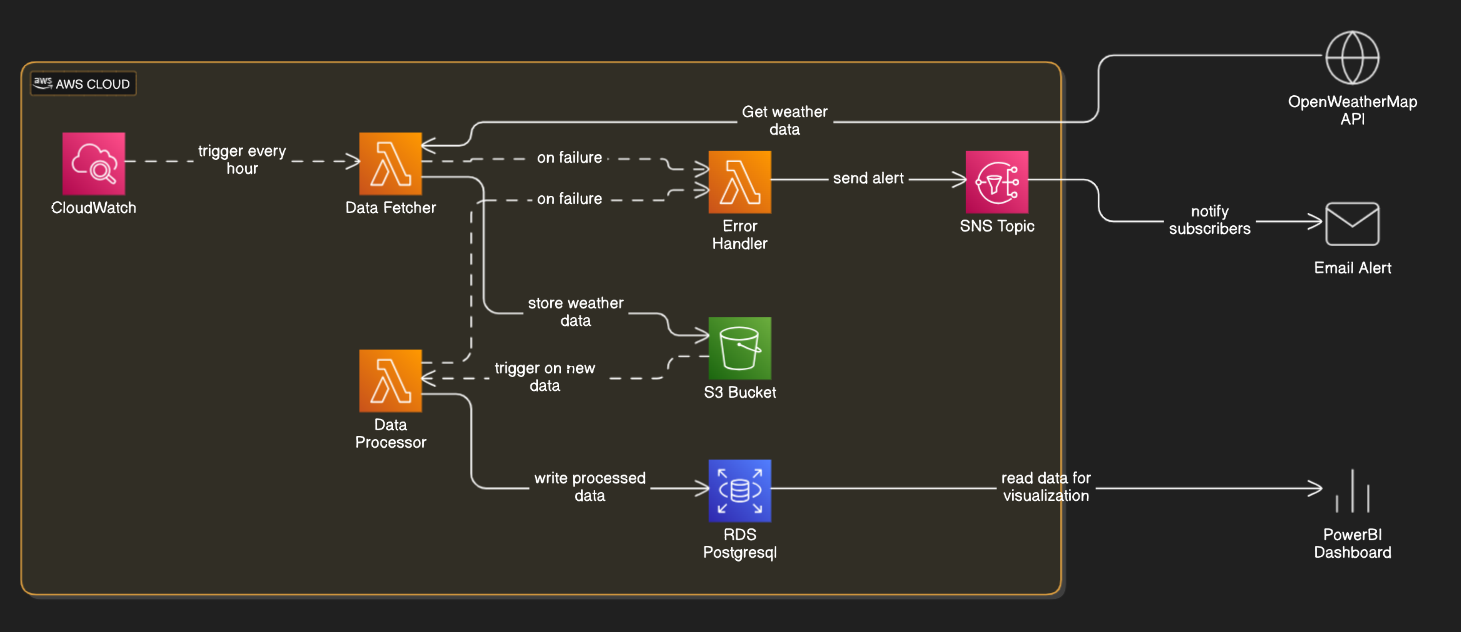 aws AWS CLOUD
OpenWeatherMap
API
Get weather
data
trigger every
hour
on failure
on failure
send alert
CloudWatch
Data Fetcher
Error
Handler
SNS Topic
notify
subscribers
Email Alert
store weather
data
trigger on new
data
S3 Bucket
Data
Processor
write processed
data
read data for
visualization
RDS
Postgresql
PowerBI
Dashboard